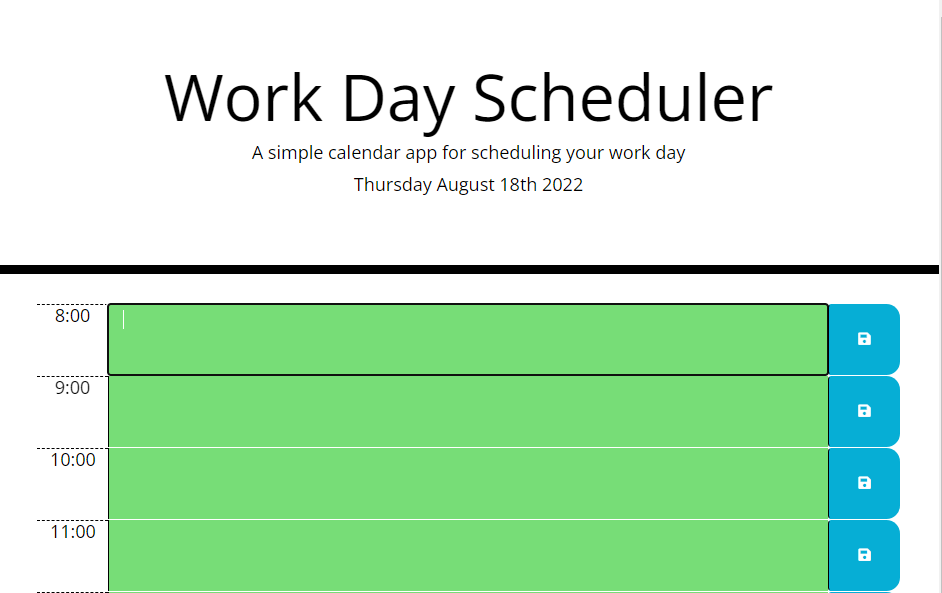 Work Day Scheduler
A simple calendar app for scheduling your work day
Thursday August 18th 2022
8:00
9:00
10:00
11:00